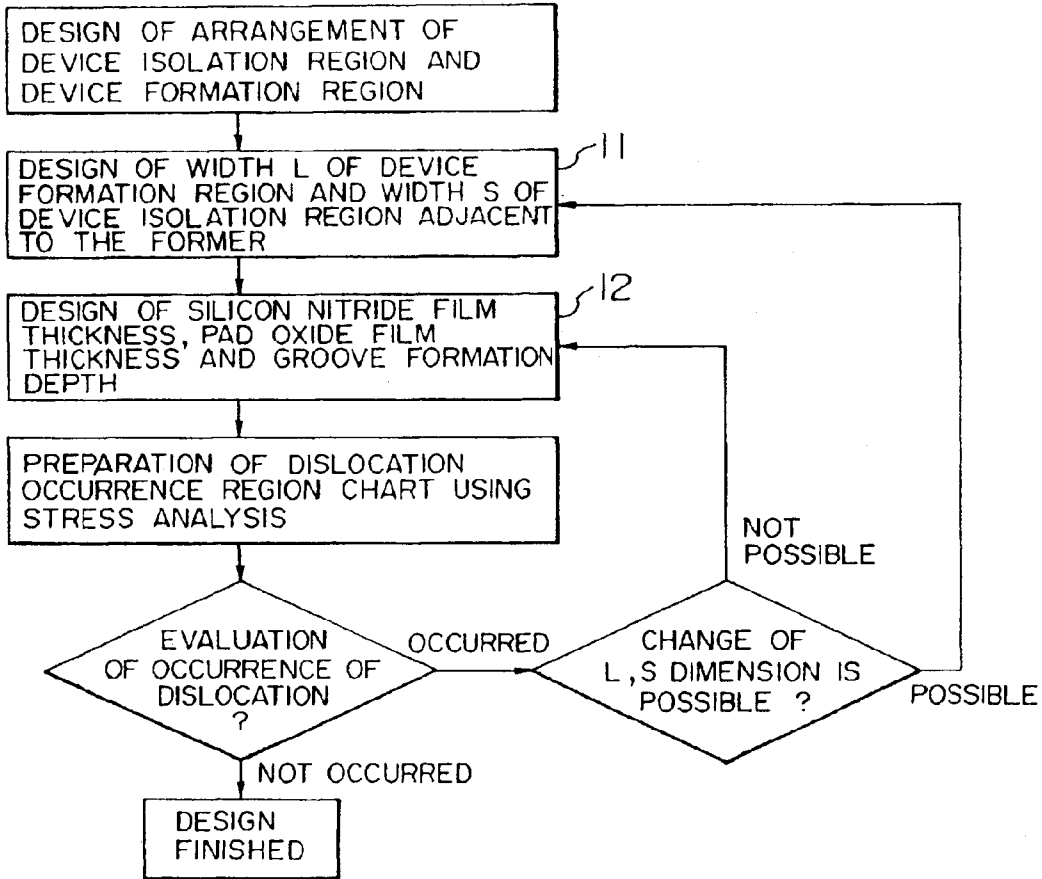 DESIGN OF ARRANGEMENT OF
DEVICE ISOLATION REGION AND
DEVICE FORMATION REGION
11
DESIGN OF WIDTH L OF DEVICE
FORMATION REGION AND WIDTH S OF
DEVICE ISOLATION REGION ADJACENT
TO THE FORMER
12
DESIGN OF SILICON NITRIDE FILM
THICKNESS, PAD OXIDE FILM
THICKNESS AND GROOVE FORMATION
DEPTH
PREPARATION OF DISLOCATION
OCCURRENCE REGION CHART USING
STRESS ANALYSIS
NOT
POSSIBLE
EVALUATION
OF OCCURRENCE OF
DISLOCATION
?
OCCURRED
CHANGE OF
L,S DIMENSION IS
POSSIBLE ?
POSSIBLE
NOT OCCURRED
DESIGN
FINISHED